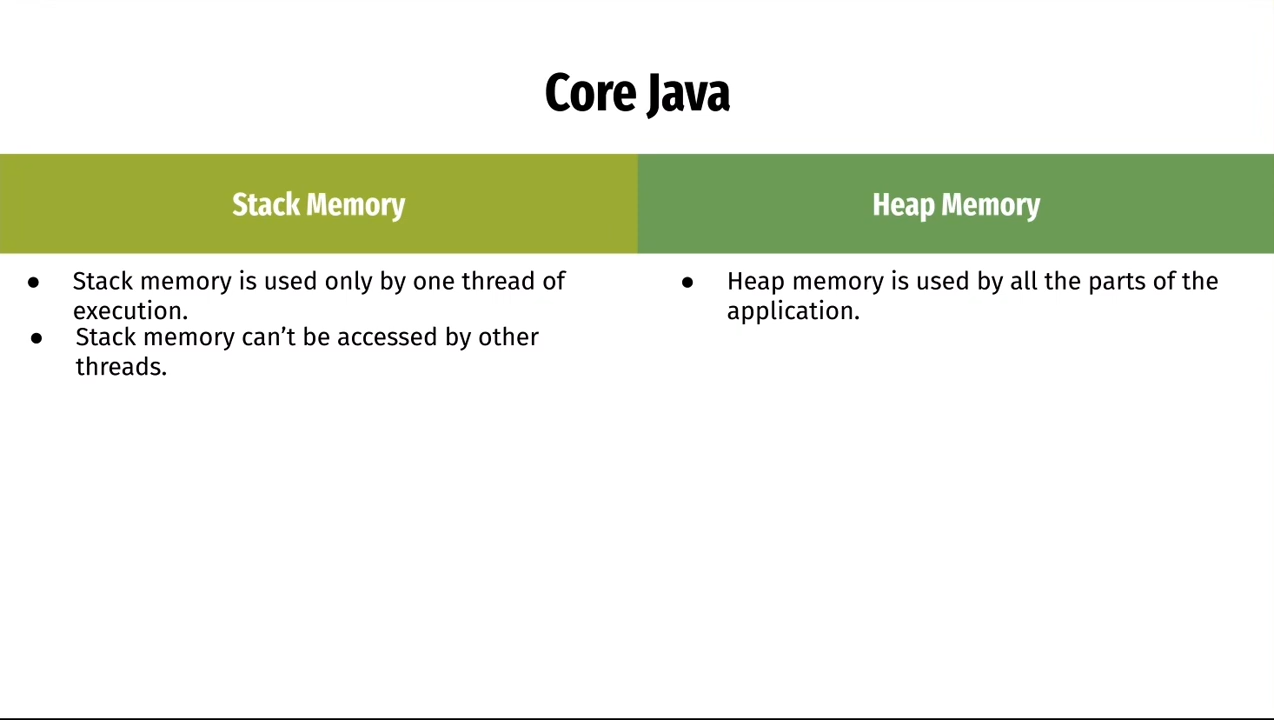 Core Java
Stack Memory
Heap Memory
● Stack memory is used only by one thread of
execution.
● Stack memory can’t be accessed by other
threads.
● Heap memory is used by all the parts of the
application.